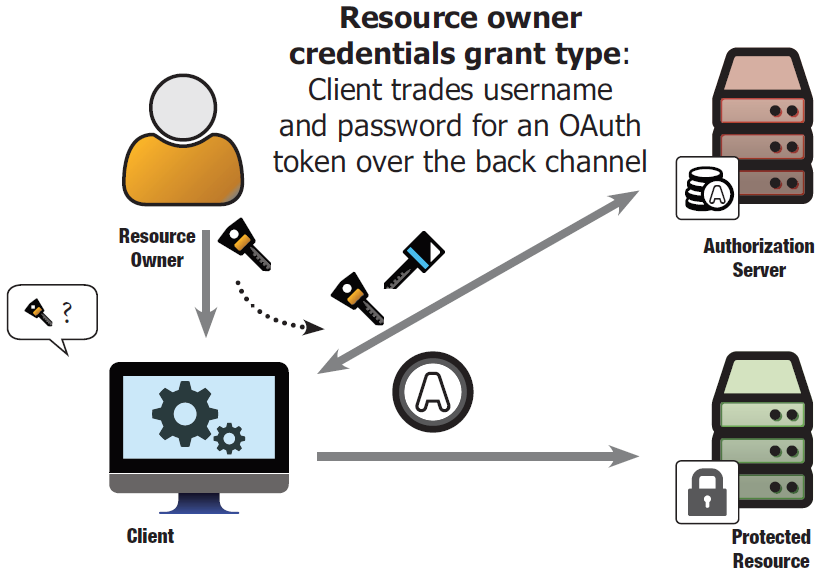 Resource owner
credentials grant type:
Client trades username
and password for an OAuth
token over the back channel
Resource
Owner
Authorization
Server
?
A
A
Client
Protected
Resource